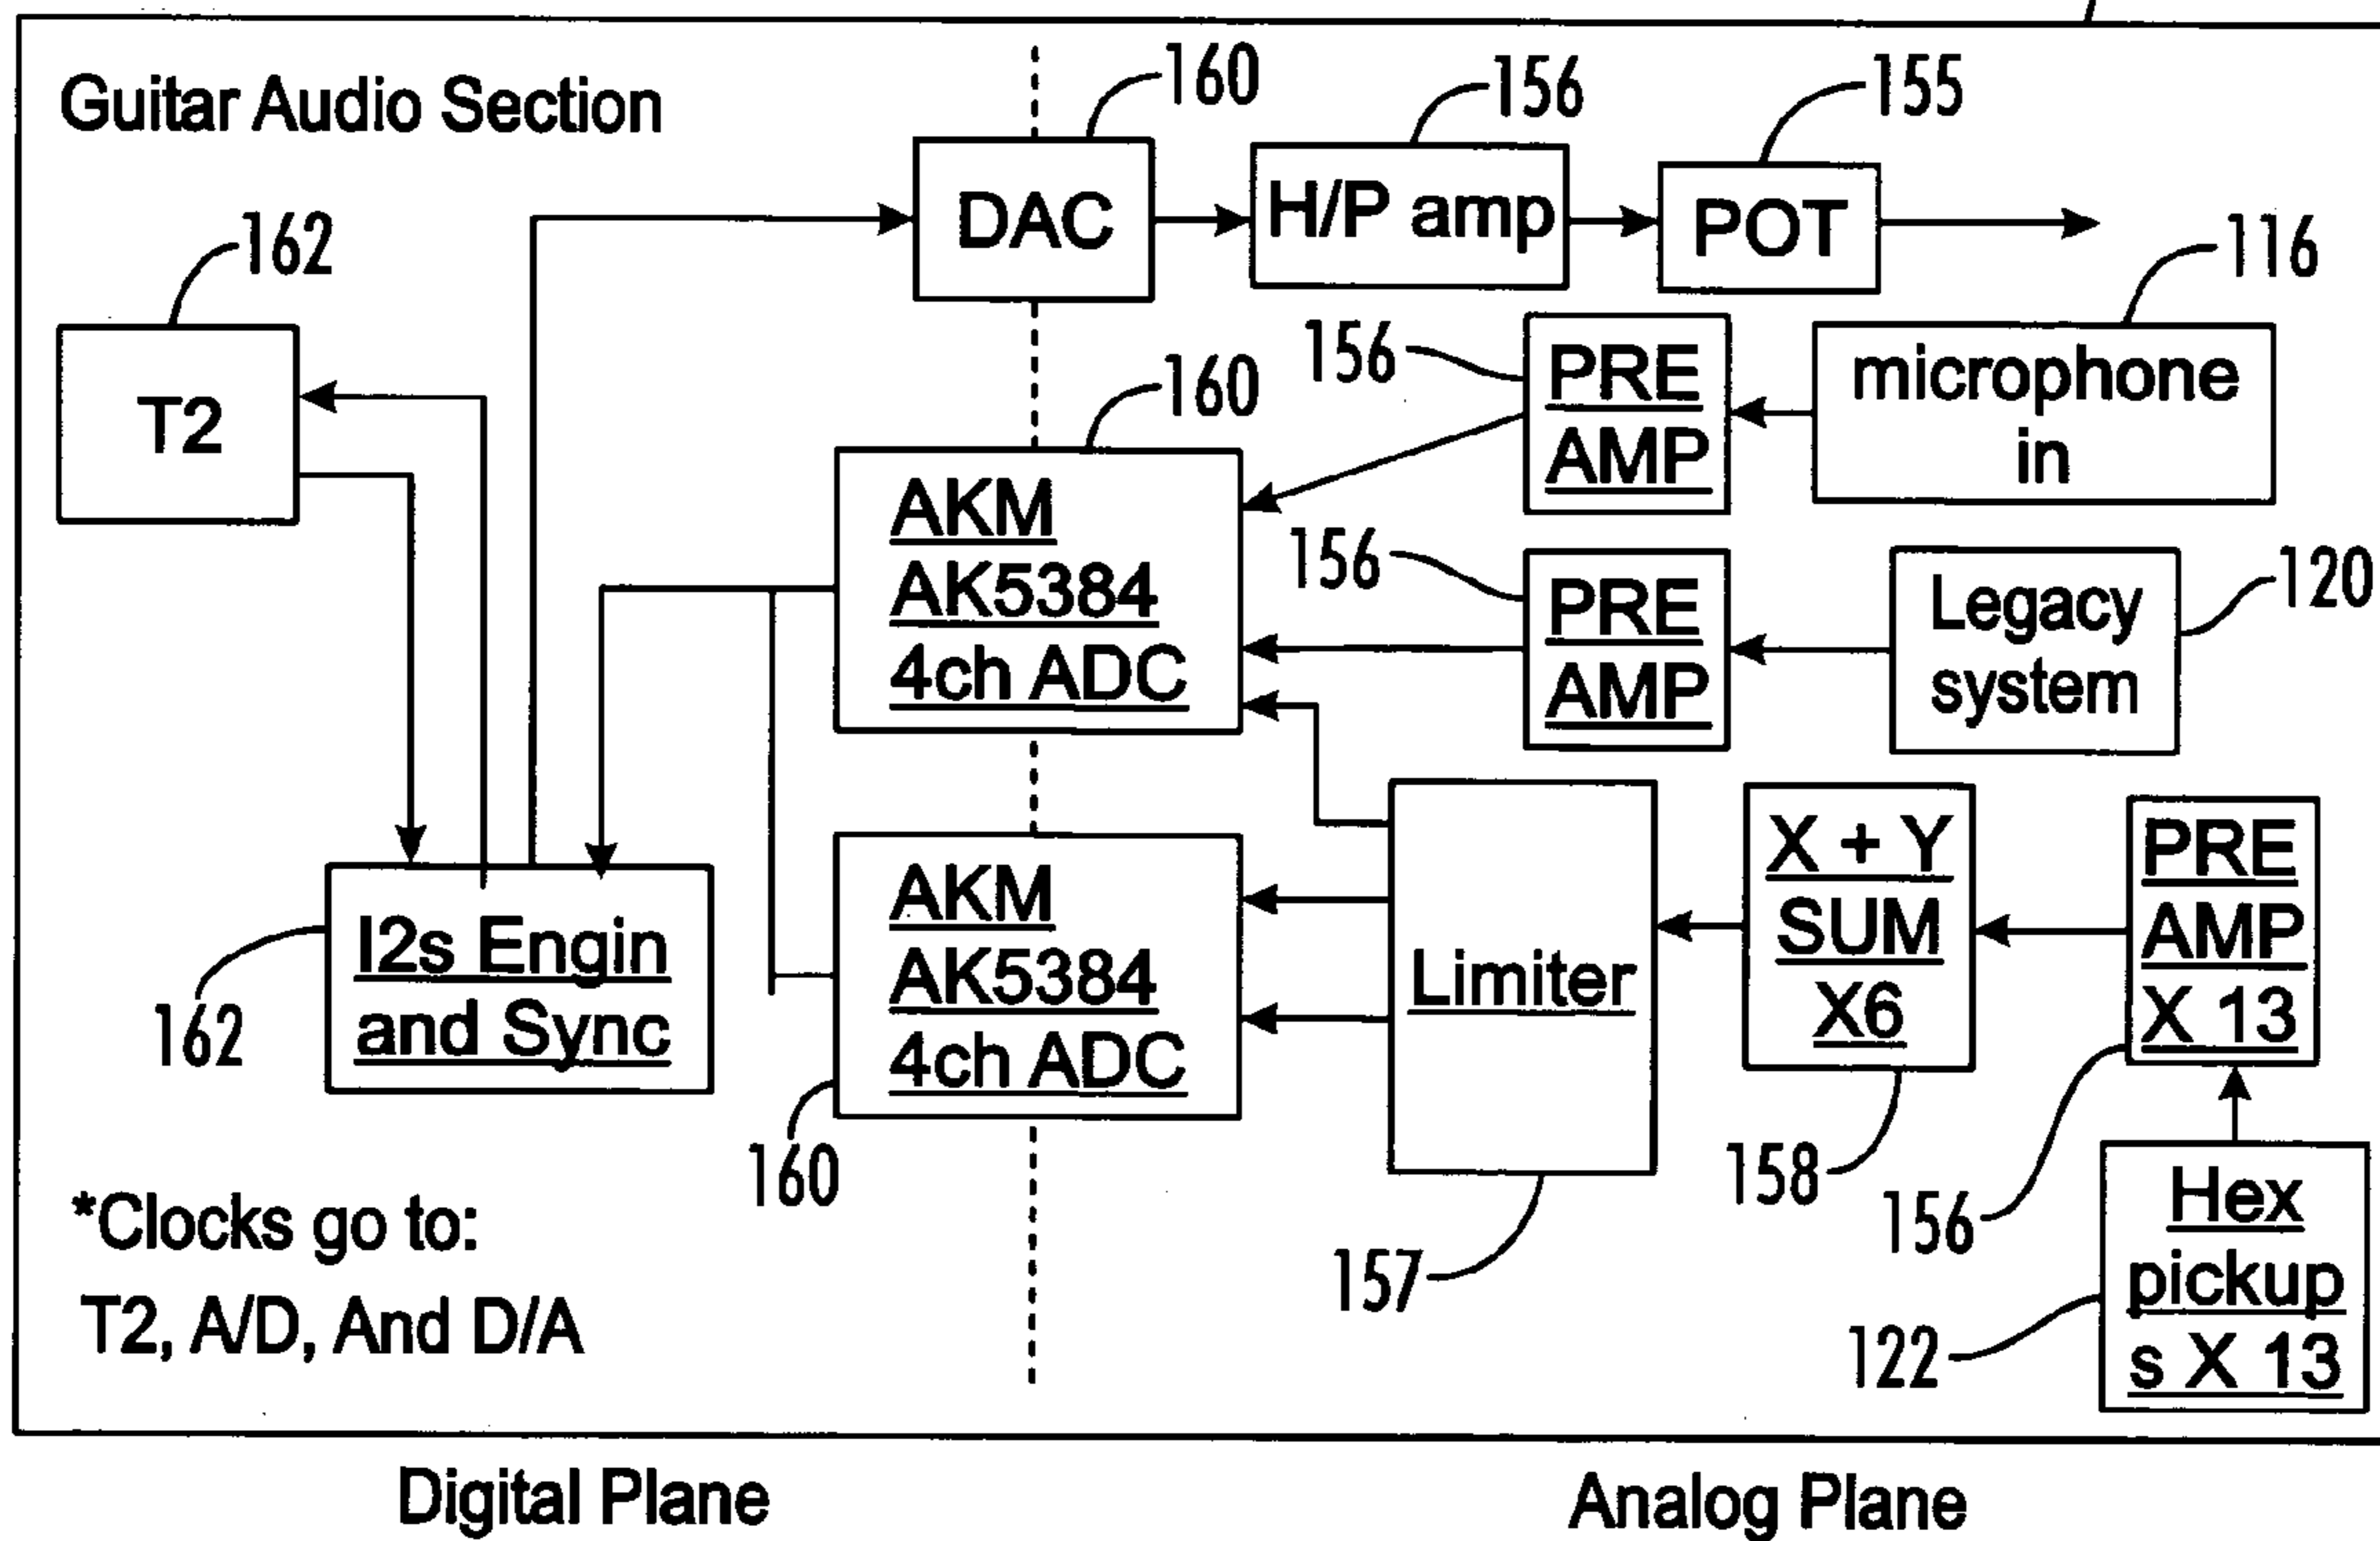 Guitar Audio Section
160
156
155
DAC
H/P amp
POT
162
116
T2
160
156
PRE
AMP
microphone
in
AKM
AK5384
4ch ADC
156
PRE
AMP
Legacy
system
120
I2s Engin
and Sync
162
AKM
AK5384
4ch ADC
160
Limiter
157
X + Y
SUM
X6
158
PRE
AMP
X 13
156
Hex
pickup
s X 13
122
*Clocks go to:
T2, A/D, And D/A
Digital Plane
Analog Plane